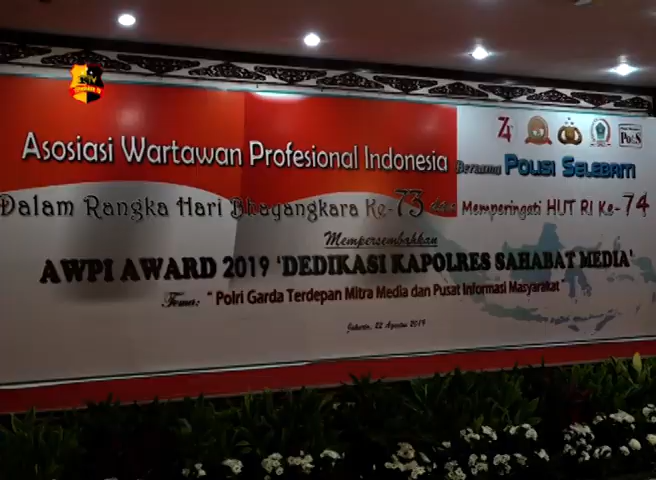 Asosiasi Wartawan Profesional Indonesia
Bersama POLISI SELEBRITI
Dalam Rangka Hari Bhayangkara Ke-73 dan Memperingati HUT RI Ke-74
Mempersembahkan
AWPI AWARD 2019 'DEDIKASI KAPOLRES SAHABAT MEDIA'
Tema: " Polri Garda Terdepan Mitra Media dan Pusat Informasi Masyarakat "
Jakarta, 22 Agustus 2019